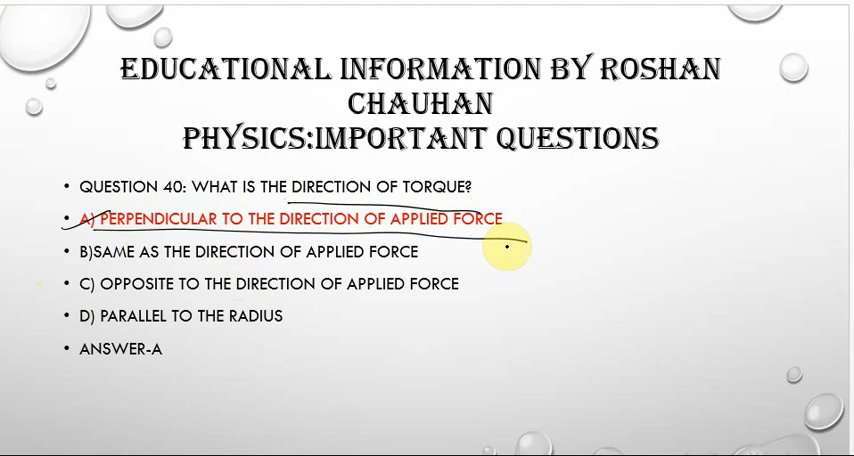 EDUCATIONAL INFORMATION BY ROSHAN
CHAUHAN
PHYSICS:IMPORTANT QUESTIONS
• QUESTION 40: WHAT IS THE DIRECTION OF TORQUE?
• A) PERPENDICULAR TO THE DIRECTION OF APPLIED FORCE
• B)SAME AS THE DIRECTION OF APPLIED FORCE
• C) OPPOSITE TO THE DIRECTION OF APPLIED FORCE
• D) PARALLEL TO THE RADIUS
• ANSWER-A